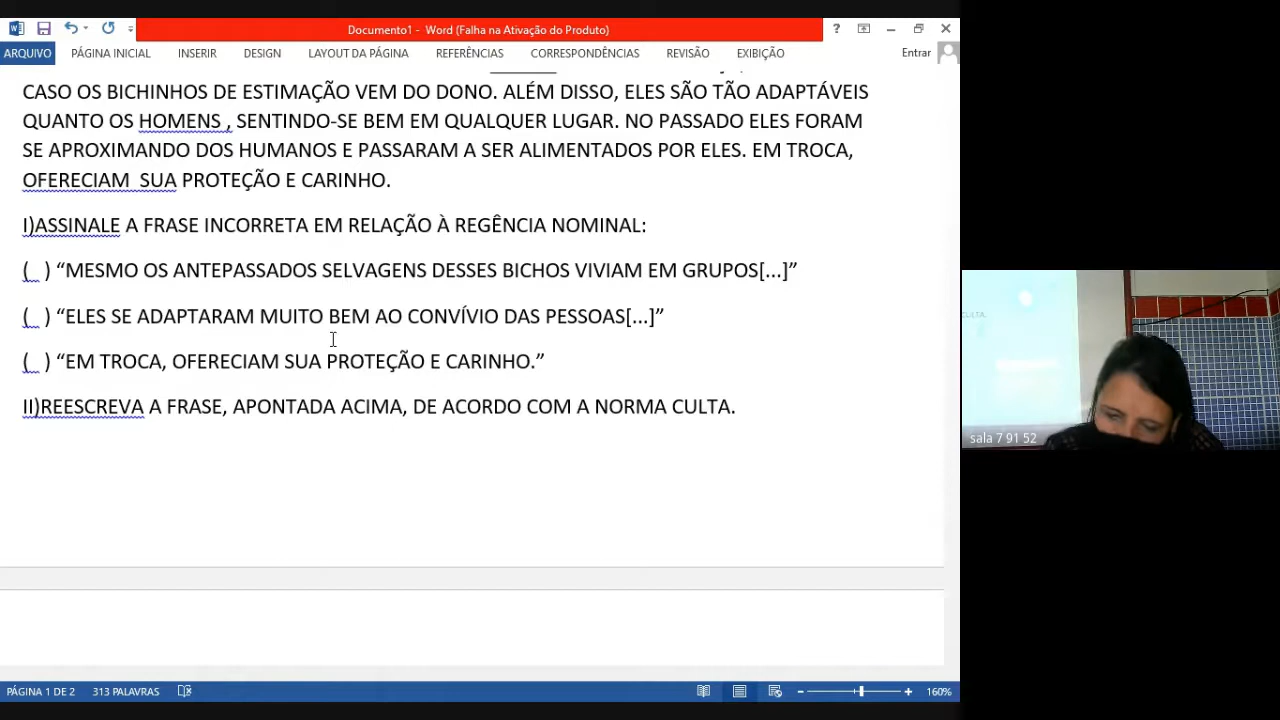 Documento1 - Word (Falha na Ativação do Produto)
?
ARQUIVO PÁGINA INICIAL INSERIR DESIGN LAYOUT DA PÁGINA REFERÊNCIAS CORRESPONDÊNCIAS REVISÃO EXIBIÇÃO Entrar
CASO OS BICHINHOS DE ESTIMAÇÃO VEM DO DONO. ALÉM DISSO, ELES SÃO TÃO ADAPTÁVEIS
QUANTO OS HOMENS , SENTINDO-SE BEM EM QUALQUER LUGAR. NO PASSADO ELES FORAM
SE APROXIMANDO DOS HUMANOS E PASSARAM A SER ALIMENTADOS POR ELES. EM TROCA,
OFERECIAM SUA PROTEÇÃO E CARINHO.
I)ASSINALE A FRASE INCORRETA EM RELAÇÃO À REGÊNCIA NOMINAL:
( ) “MESMO OS ANTEPASSADOS SELVAGENS DESSES BICHOS VIVIAM EM GRUPOS[...]”
( ) “ELES SE ADAPTARAM MUITO BEM AO CONVÍVIO DAS PESSOAS[...]”
( ) “EM TROCA, OFERECIAM SUA PROTEÇÃO E CARINHO.”
II)REESCREVA A FRASE, APONTADA ACIMA, DE ACORDO COM A NORMA CULTA.
sala 7 91 52
PÁGINA 1 DE 2 313 PALAVRAS 160%